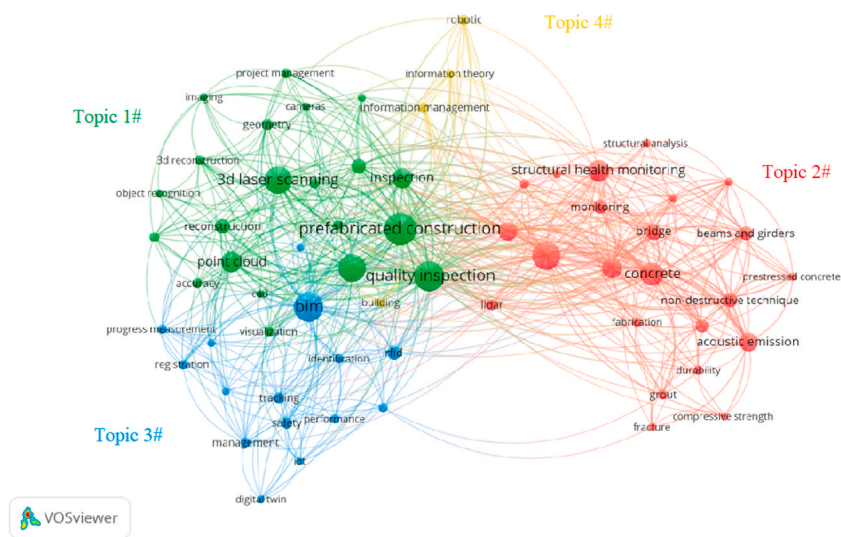 robotic
Topic 4#
project management
information theory
imaging
cameras
information management
Topic 1#
geometry
structural analysis
3d reconstruction
3d laser scanning
inspection
structural health monitoring
Topic 2#
object recognition
monitoring
reconstruction
prefabricated construction
bridge
beams and girders
point cloud
quality inspection
concrete
prestressed concrete
accuracy
cad
bim
building
lidar
non-destructive technique
progress measurement
visualization
fabrication
acoustic emission
registration
identification
rfid
durability
tracking
grout
Topic 3#
safety
performance
compressive strength
management
fracture
iot
digital twin
VOSviewer